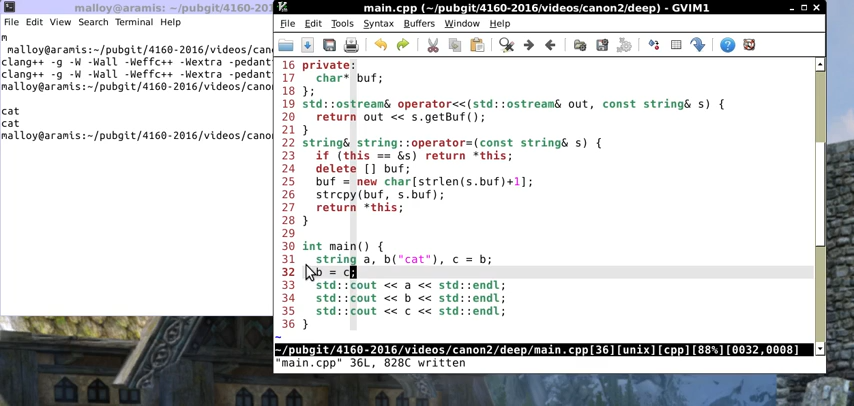 malloy@aramis: ~/pubgit/4160-201
File Edit View Search Terminal Help
m
malloy@aramis:~/pubgit/4160-2016/videos/can
clang++ -g -W -Wall -Weffc++ -Wextra -pedant
clang++ -g -W -Wall -Weffc++ -Wextra -pedant
malloy@aramis:~/pubgit/4160-2016/videos/cano
cat
cat
malloy@aramis:~/pubgit/4160-2016/videos/cano
main.cpp (~/pubgit/4160-2016/videos/canon2/deep) - GVIM1
File Edit Tools Syntax Buffers Window Help
16 private:
17 char* buf;
18 };
19 std::ostream& operator<<(std::ostream& out, const string& s) {
20 return out << s.getBuf();
21 }
22 string& string::operator=(const string& s) {
23 if (this == &s) return *this;
24 delete [] buf;
25 buf = new char[strlen(s.buf)+1];
26 strcpy(buf, s.buf);
27 return *this;
28 }
29
30 int main() {
31 string a, b("cat"), c = b;
32 b = c;
33 std::cout << a << std::endl;
34 std::cout << b << std::endl;
35 std::cout << c << std::endl;
36 }
~
~/pubgit/4160-2016/videos/canon2/deep/main.cpp[36][unix][cpp][88%][0032,0008]
"main.cpp" 36L, 828C written